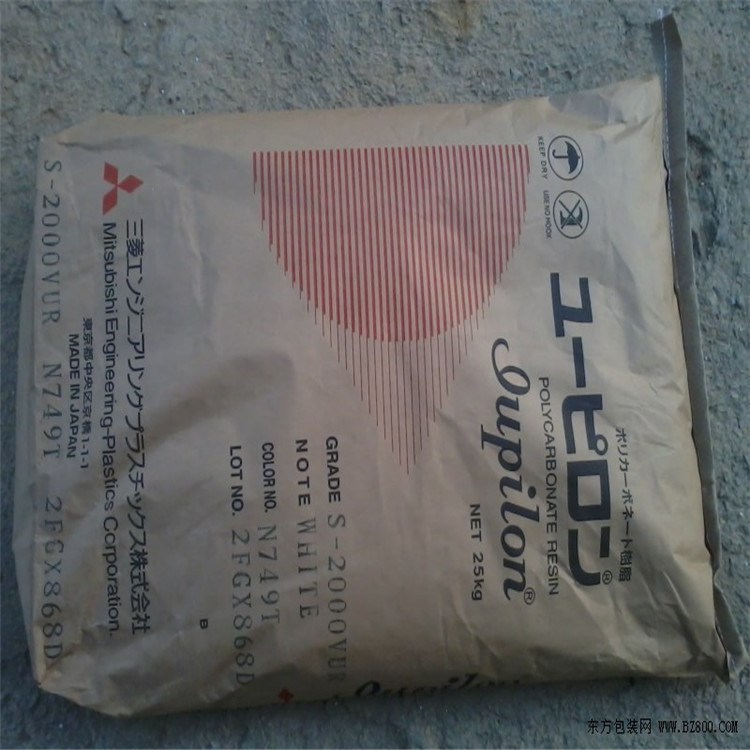 KEEP DRY
USE NO HOOK
ポリカーボネート樹脂
ユーピロン®
POLYCARBONATE RESIN
Iupilon®
NET 25kg
GRADE S-2000VUR
NOTE WHITE
COLOR NO. N749T
LOT NO. 2FGX868D
B
三菱エンジニアリングプラスチックス株式会社
Mitsubishi Engineering-Plastics Corporation.
東京都中央区京橋1-1-1
MADE IN JAPAN
S-2000VUR N749T 2FGX868D
东方包装网 WWW.BZ800.COM